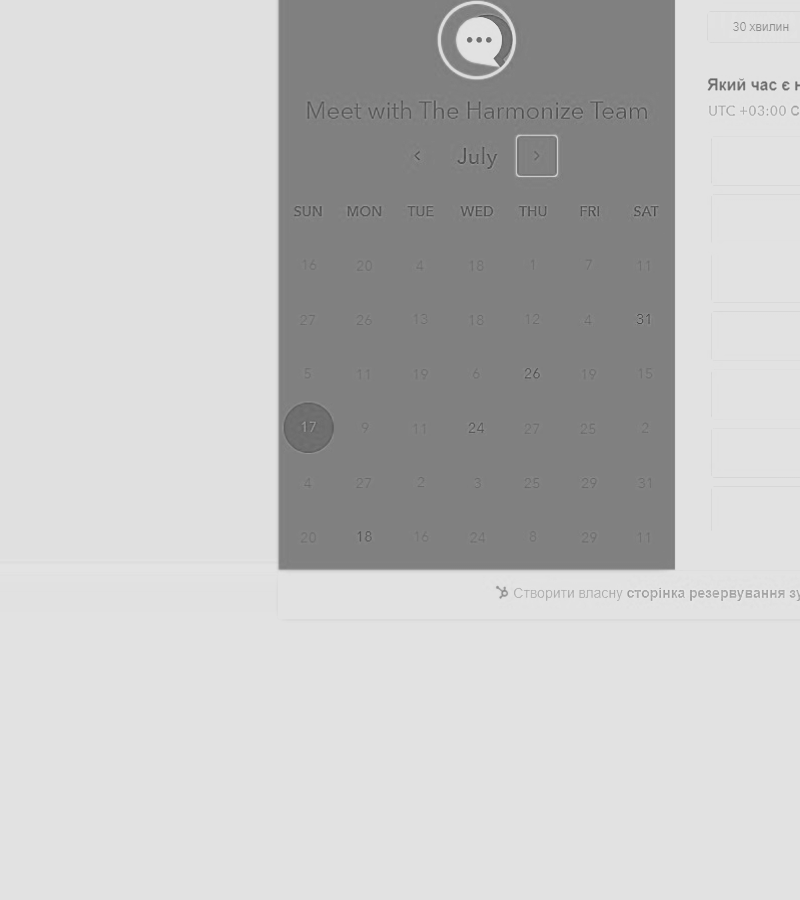 30 хвилин
Який час є
UTC +03:00
Meet with The Harmonize Team
July
SUN MON TUE WED THU FRI SAT
16 20 4 18 1 7 11
27 26 13 18 12 4 31
5 11 19 6 26 19 15
17 9 11 24 27 25 2
4 27 2 3 25 29 31
20 18 16 24 8 29 11
Створити власну сторінка резервування